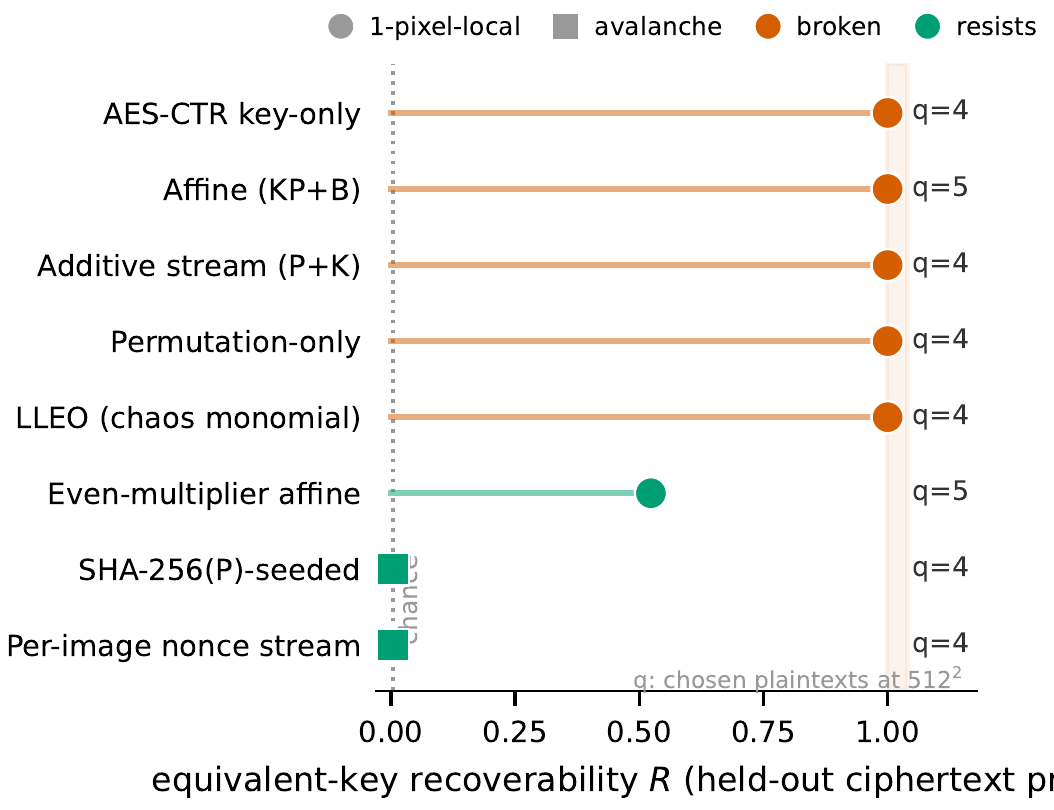 1-pixel-local avalanche broken resists
AES-CTR key-only q=4
Affine (KP+B) q=5
Additive stream (P+K) q=4
Permutation-only q=4
LLEO (chaos monomial) q=4
Even-multiplier affine q=5
SHA-256(P)-seeded q=4
chance
Per-image nonce stream q=4
q: chosen plaintexts at 512²
0.00 0.25 0.50 0.75 1.00
equivalent-key recoverability R (held-out ciphertext